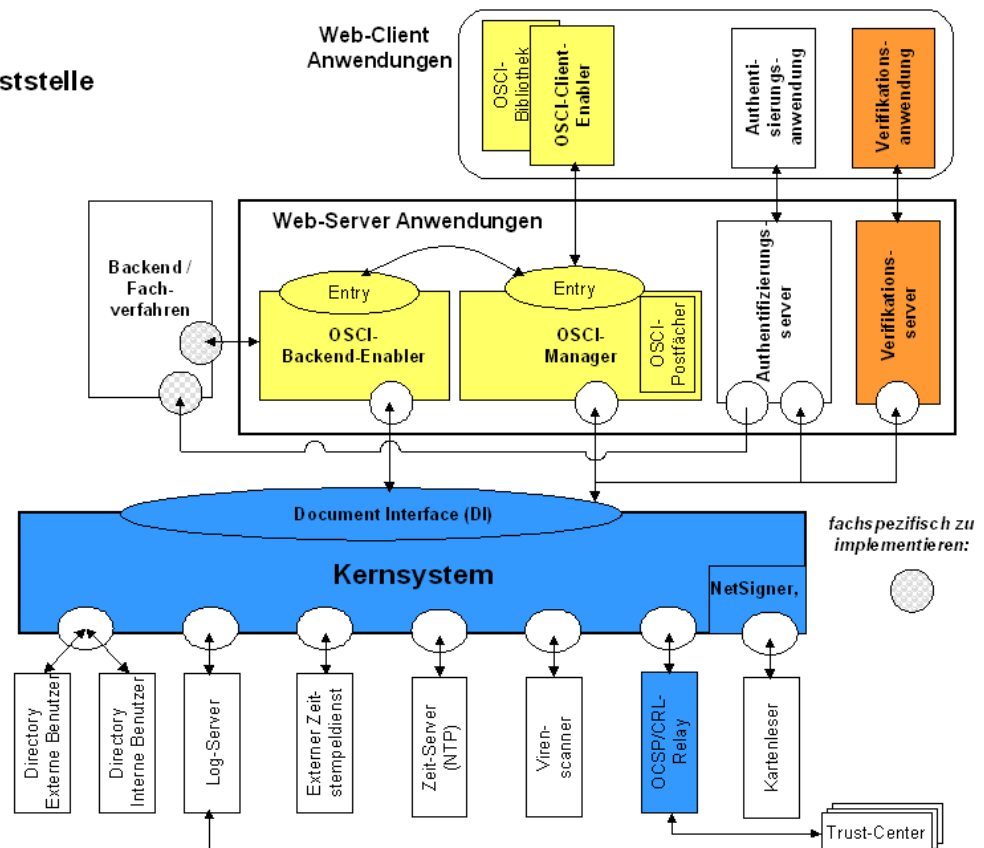 Web-Client
Anwendungen
ststelle
OSCI-
Bibliothek
OSCI-Client-
Enabler
Authenti-
sierungs-
anwendung
Verifikations-
anwendung
Web-Server Anwendungen
Backend /
Fach-
verfahren
Entry
OSCI-
Backend-Enabler
Entry
OSCI-
Manager
OSCI-
Postfächer
Authentifizierungs-
server
Verifikations-
server
Document Interface (DI)
Kernsystem
NetSigner,
fachspezifisch zu
implementieren:
Directory
Externe Benutzer
Directory
Interne Benutzer
Log-Server
Externer Zeit-
stempeldienst
Zeit-Server
(NTP)
Viren-
scanner
OCSP/CRL-
Relay
Kartenleser
Trust-Center